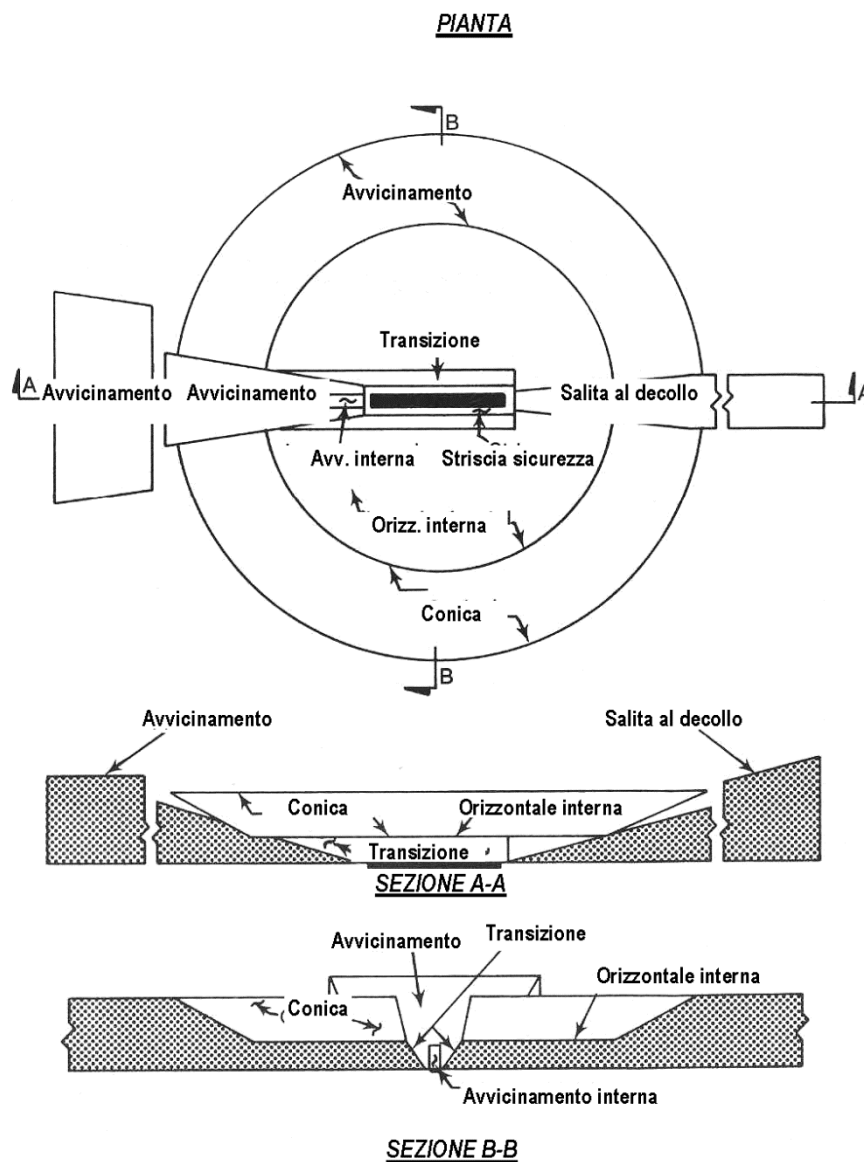 PIANTA
B
Avvicinamento
Transizione
A
Avvicinamento
Avvicinamento
Salita al decollo
A
Avv. interna
Striscia sicurezza
Orizz. interna
Conica
B
Avvicinamento
Salita al decollo
Conica
Orizzontale interna
Transizione
SEZIONE A-A
Avvicinamento
Transizione
Orizzontale interna
Conica
Avvicinamento interna
SEZIONE B-B